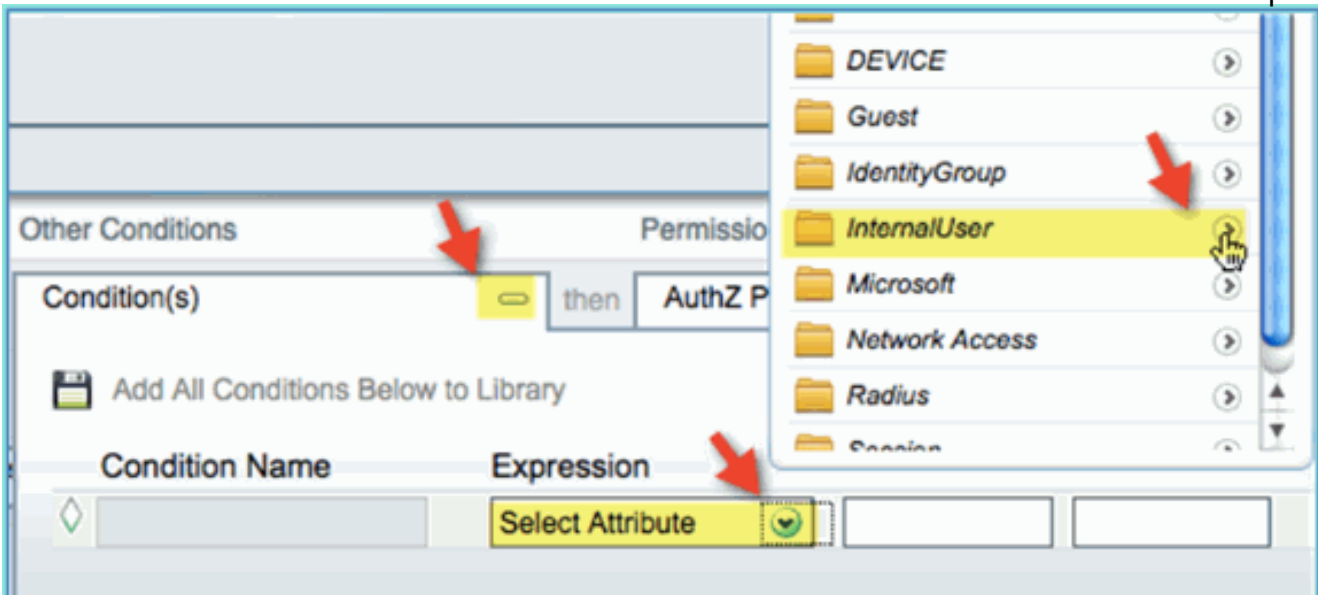 DEVICE
Guest
IdentityGroup
InternalUser
Microsoft
Network Access
Radius
Session
Other Conditions
Permissio
Condition(s)
then
AuthZ P
Add All Conditions Below to Library
Condition Name
Expression
Select Attribute